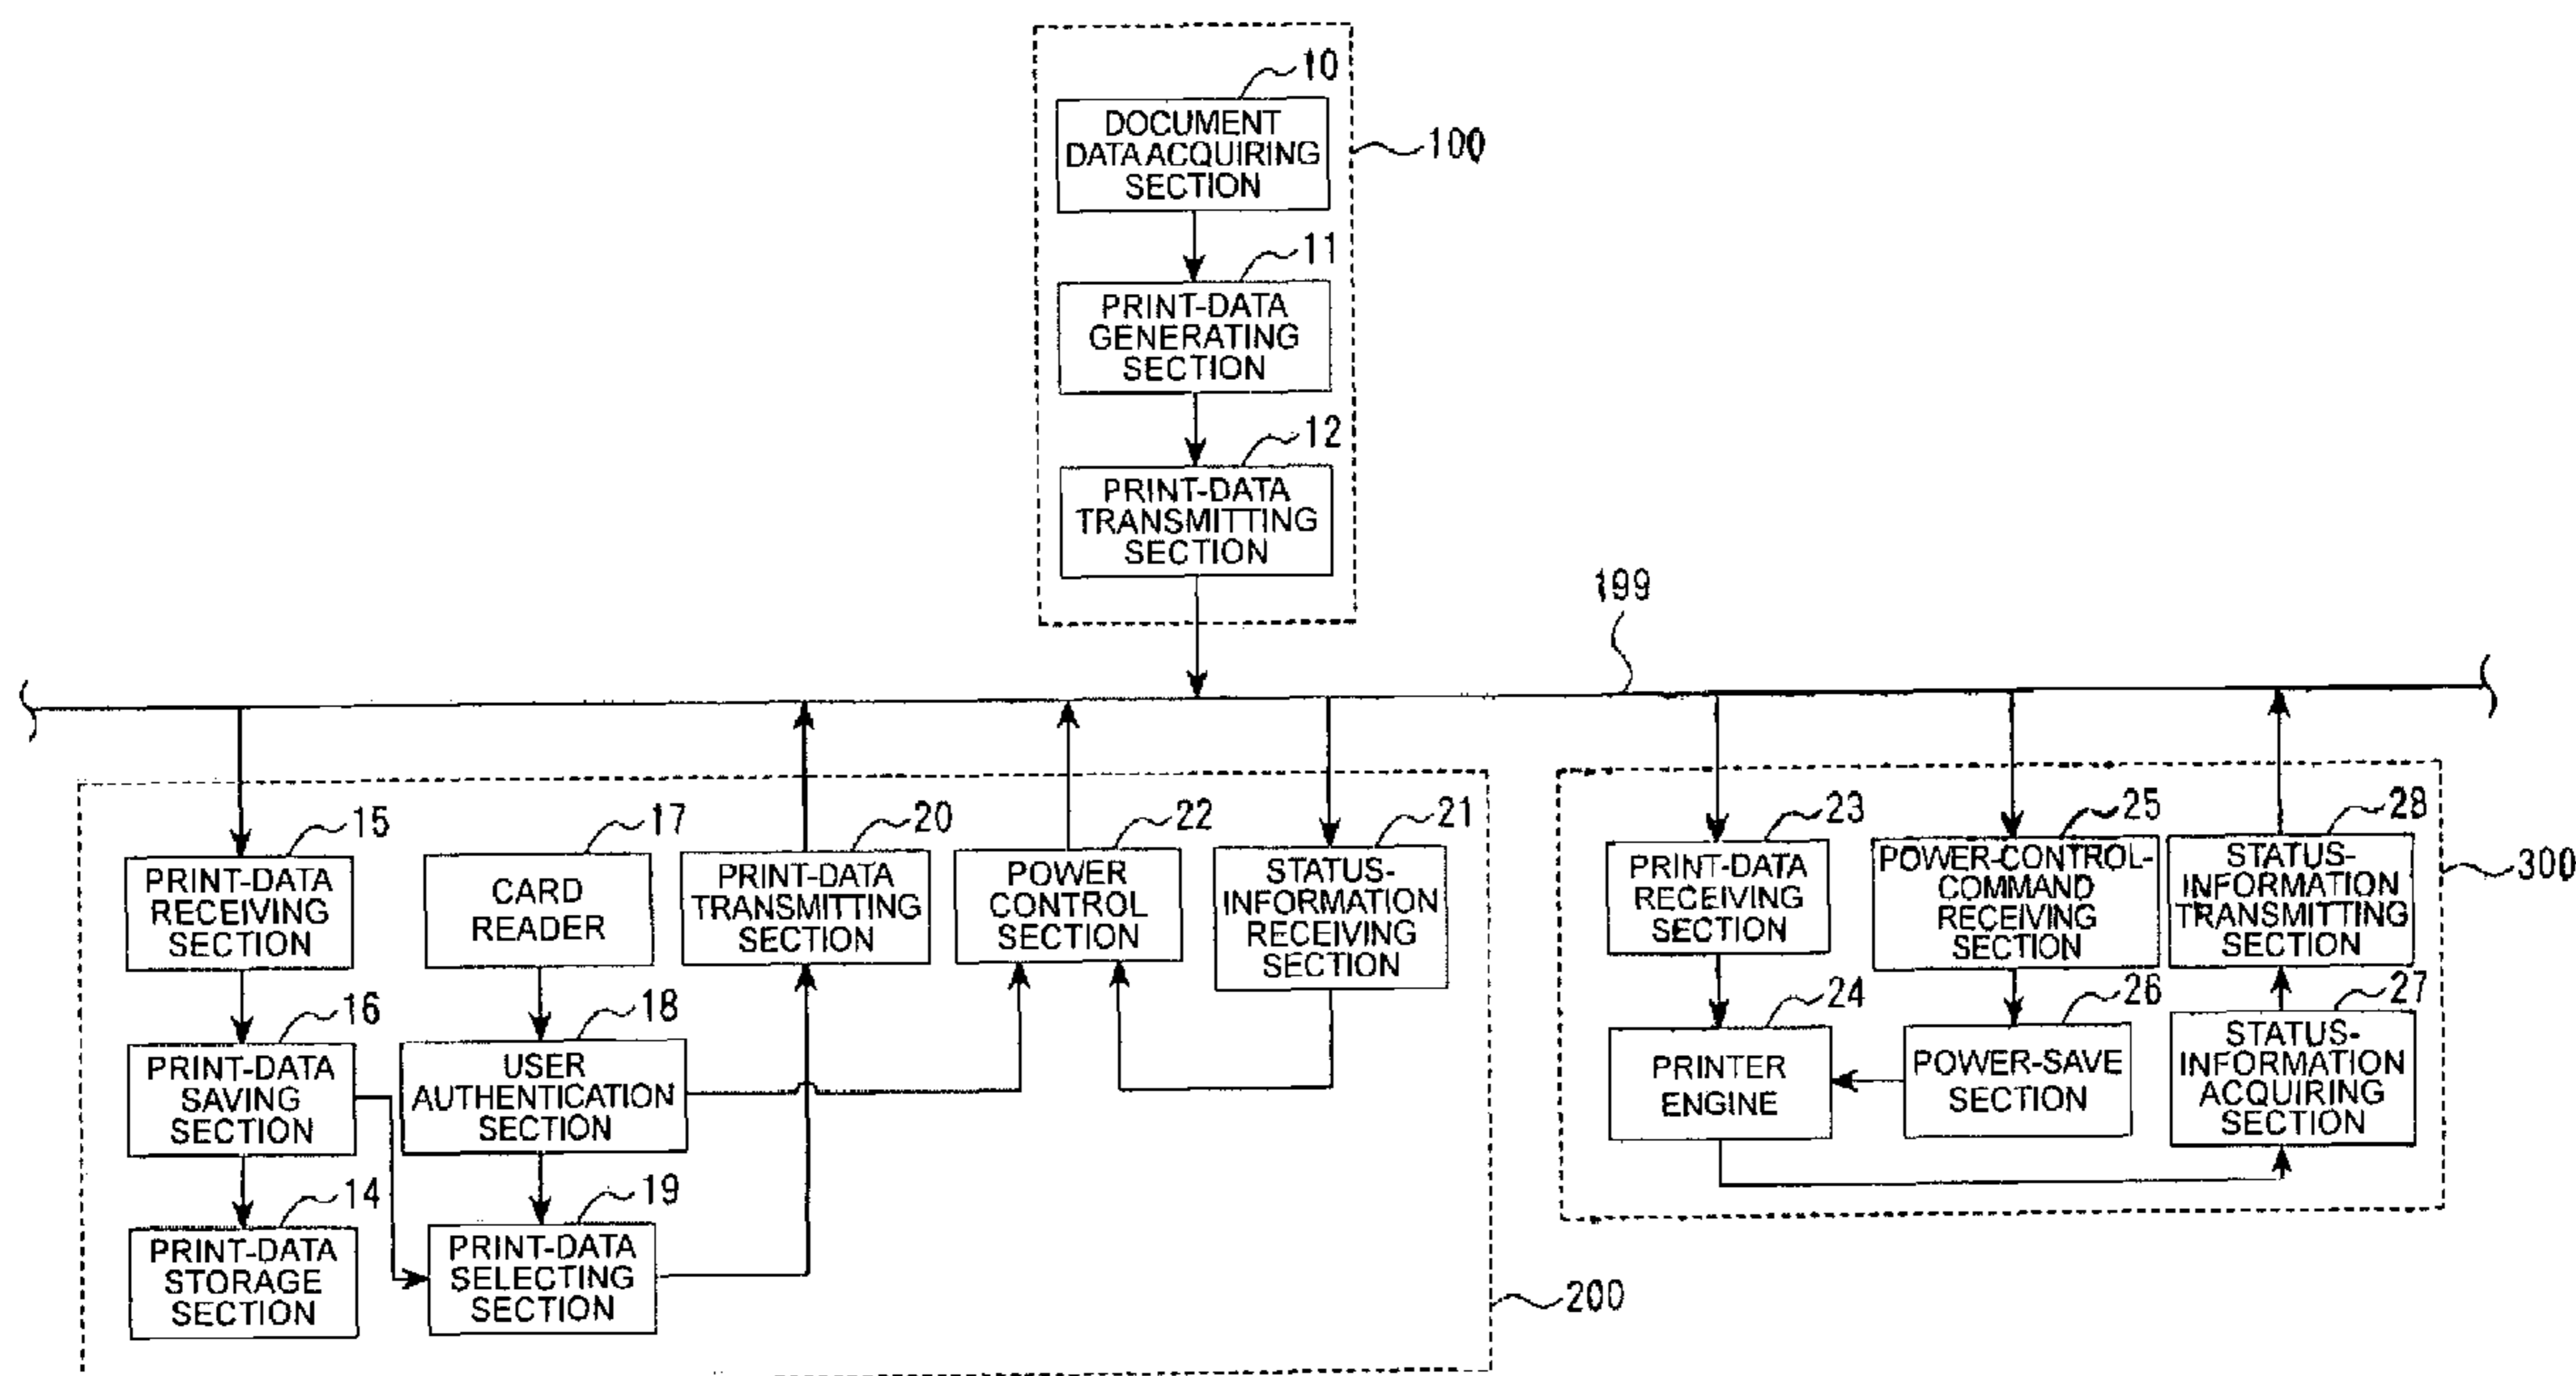 10
DOCUMENT
DATA ACQUIRING
SECTION
100
11
PRINT-DATA
GENERATING
SECTION
12
PRINT-DATA
TRANSMITTING
SECTION
199
15
PRINT-DATA
RECEIVING
SECTION
17
CARD
READER
20
PRINT-DATA
TRANSMITTING
SECTION
22
POWER
CONTROL
SECTION
21
STATUS-
INFORMATION
RECEIVING
SECTION
16
PRINT-DATA
SAVING
SECTION
18
USER
AUTHENTICATION
SECTION
14
PRINT-DATA
STORAGE
SECTION
19
PRINT-DATA
SELECTING
SECTION
200
23
PRINT-DATA
RECEIVING
SECTION
25
POWER-CONTROL-
COMMAND
RECEIVING
SECTION
28
STATUS-
INFORMATION
TRANSMITTING
SECTION
300
24
PRINTER
ENGINE
26
POWER-SAVE
SECTION
27
STATUS-
INFORMATION
ACQUIRING
SECTION